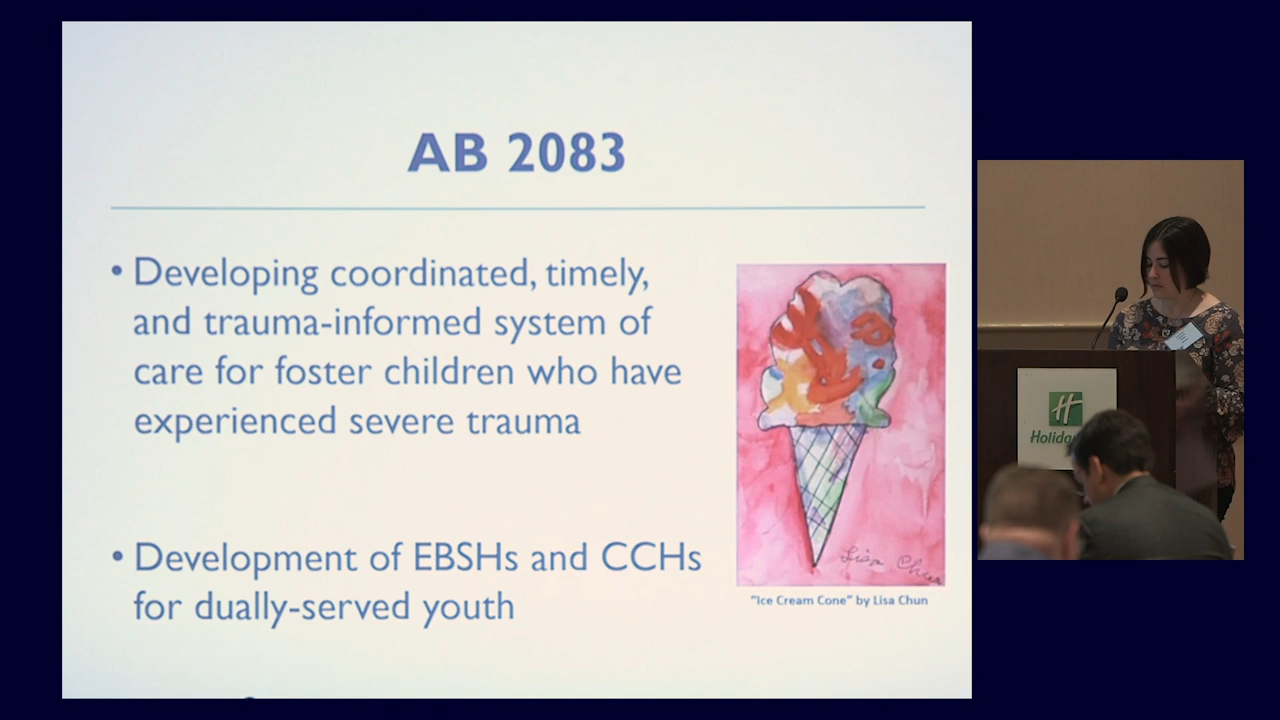 AB 2083
• Developing coordinated, timely,
and trauma-informed system of
care for foster children who have
experienced severe trauma
• Development of EBSHs and CCHs
for dually-served youth
Lisa Chun
"Ice Cream Cone" by Lisa Chun
H
Holida